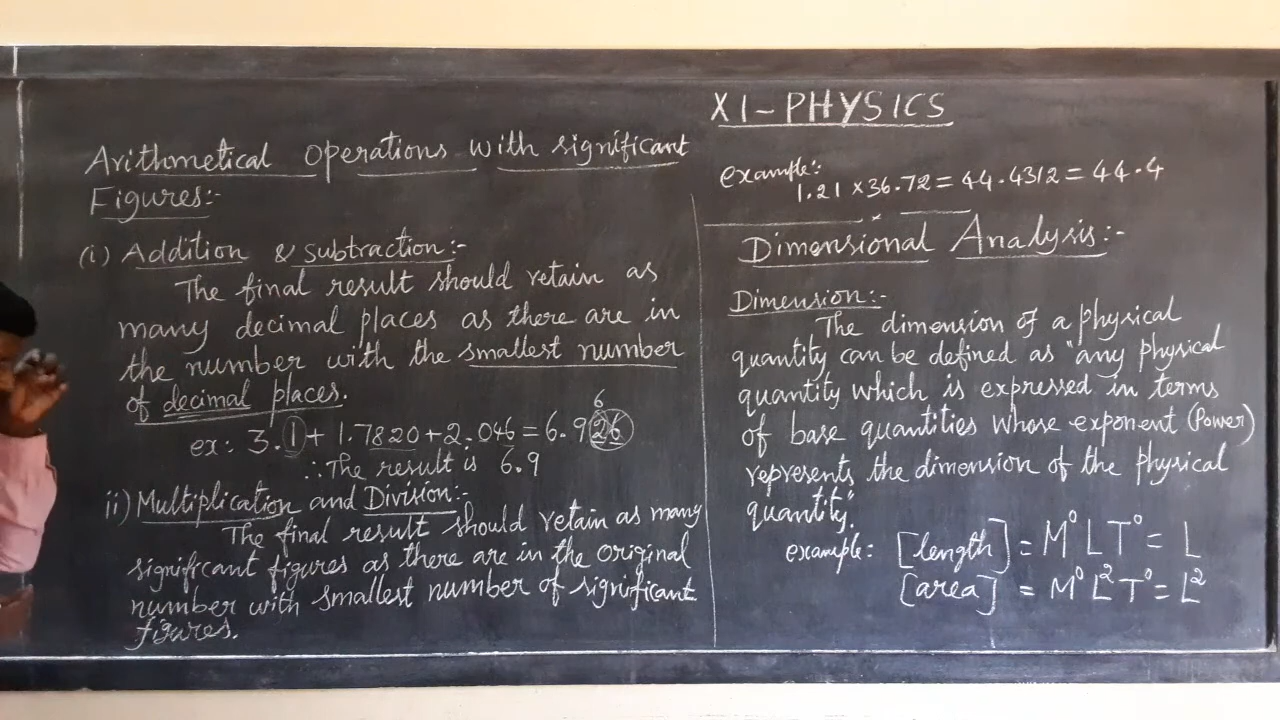 XI-PHYSICS
Arithmetical Operations with significant
Figures:-
(i) Addition & subtraction:-
The final result should retain as
many decimal places as there are in
the number with the smallest number
of decimal places.
6
ex: 3.1 + 1.7820 + 2.046 = 6.926
∴ The result is 6.9
ii) Multiplication and Division:-
The final result should retain as many
significant figures as there are in the original
number with smallest number of significant
figures.
example:-
1.21 × 36.72 = 44.4312 = 44.4
Dimensional Analysis:-
Dimension:-
The dimension of a physical
quantity can be defined as "any physical
quantity which is expressed in terms
of base quantities whose exponent (Power)
represents the dimension of the physical
quantity".
example: [length] = M⁰LT⁰ = L
[area] = M⁰L²T⁰ = L²